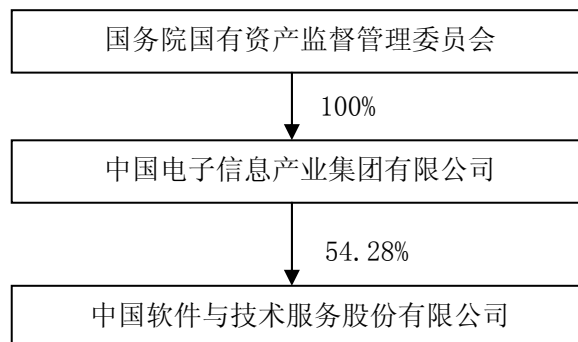 国务院国有资产监督管理委员会
100%
中国电子信息产业集团有限公司
54.28%
中国软件与技术服务股份有限公司